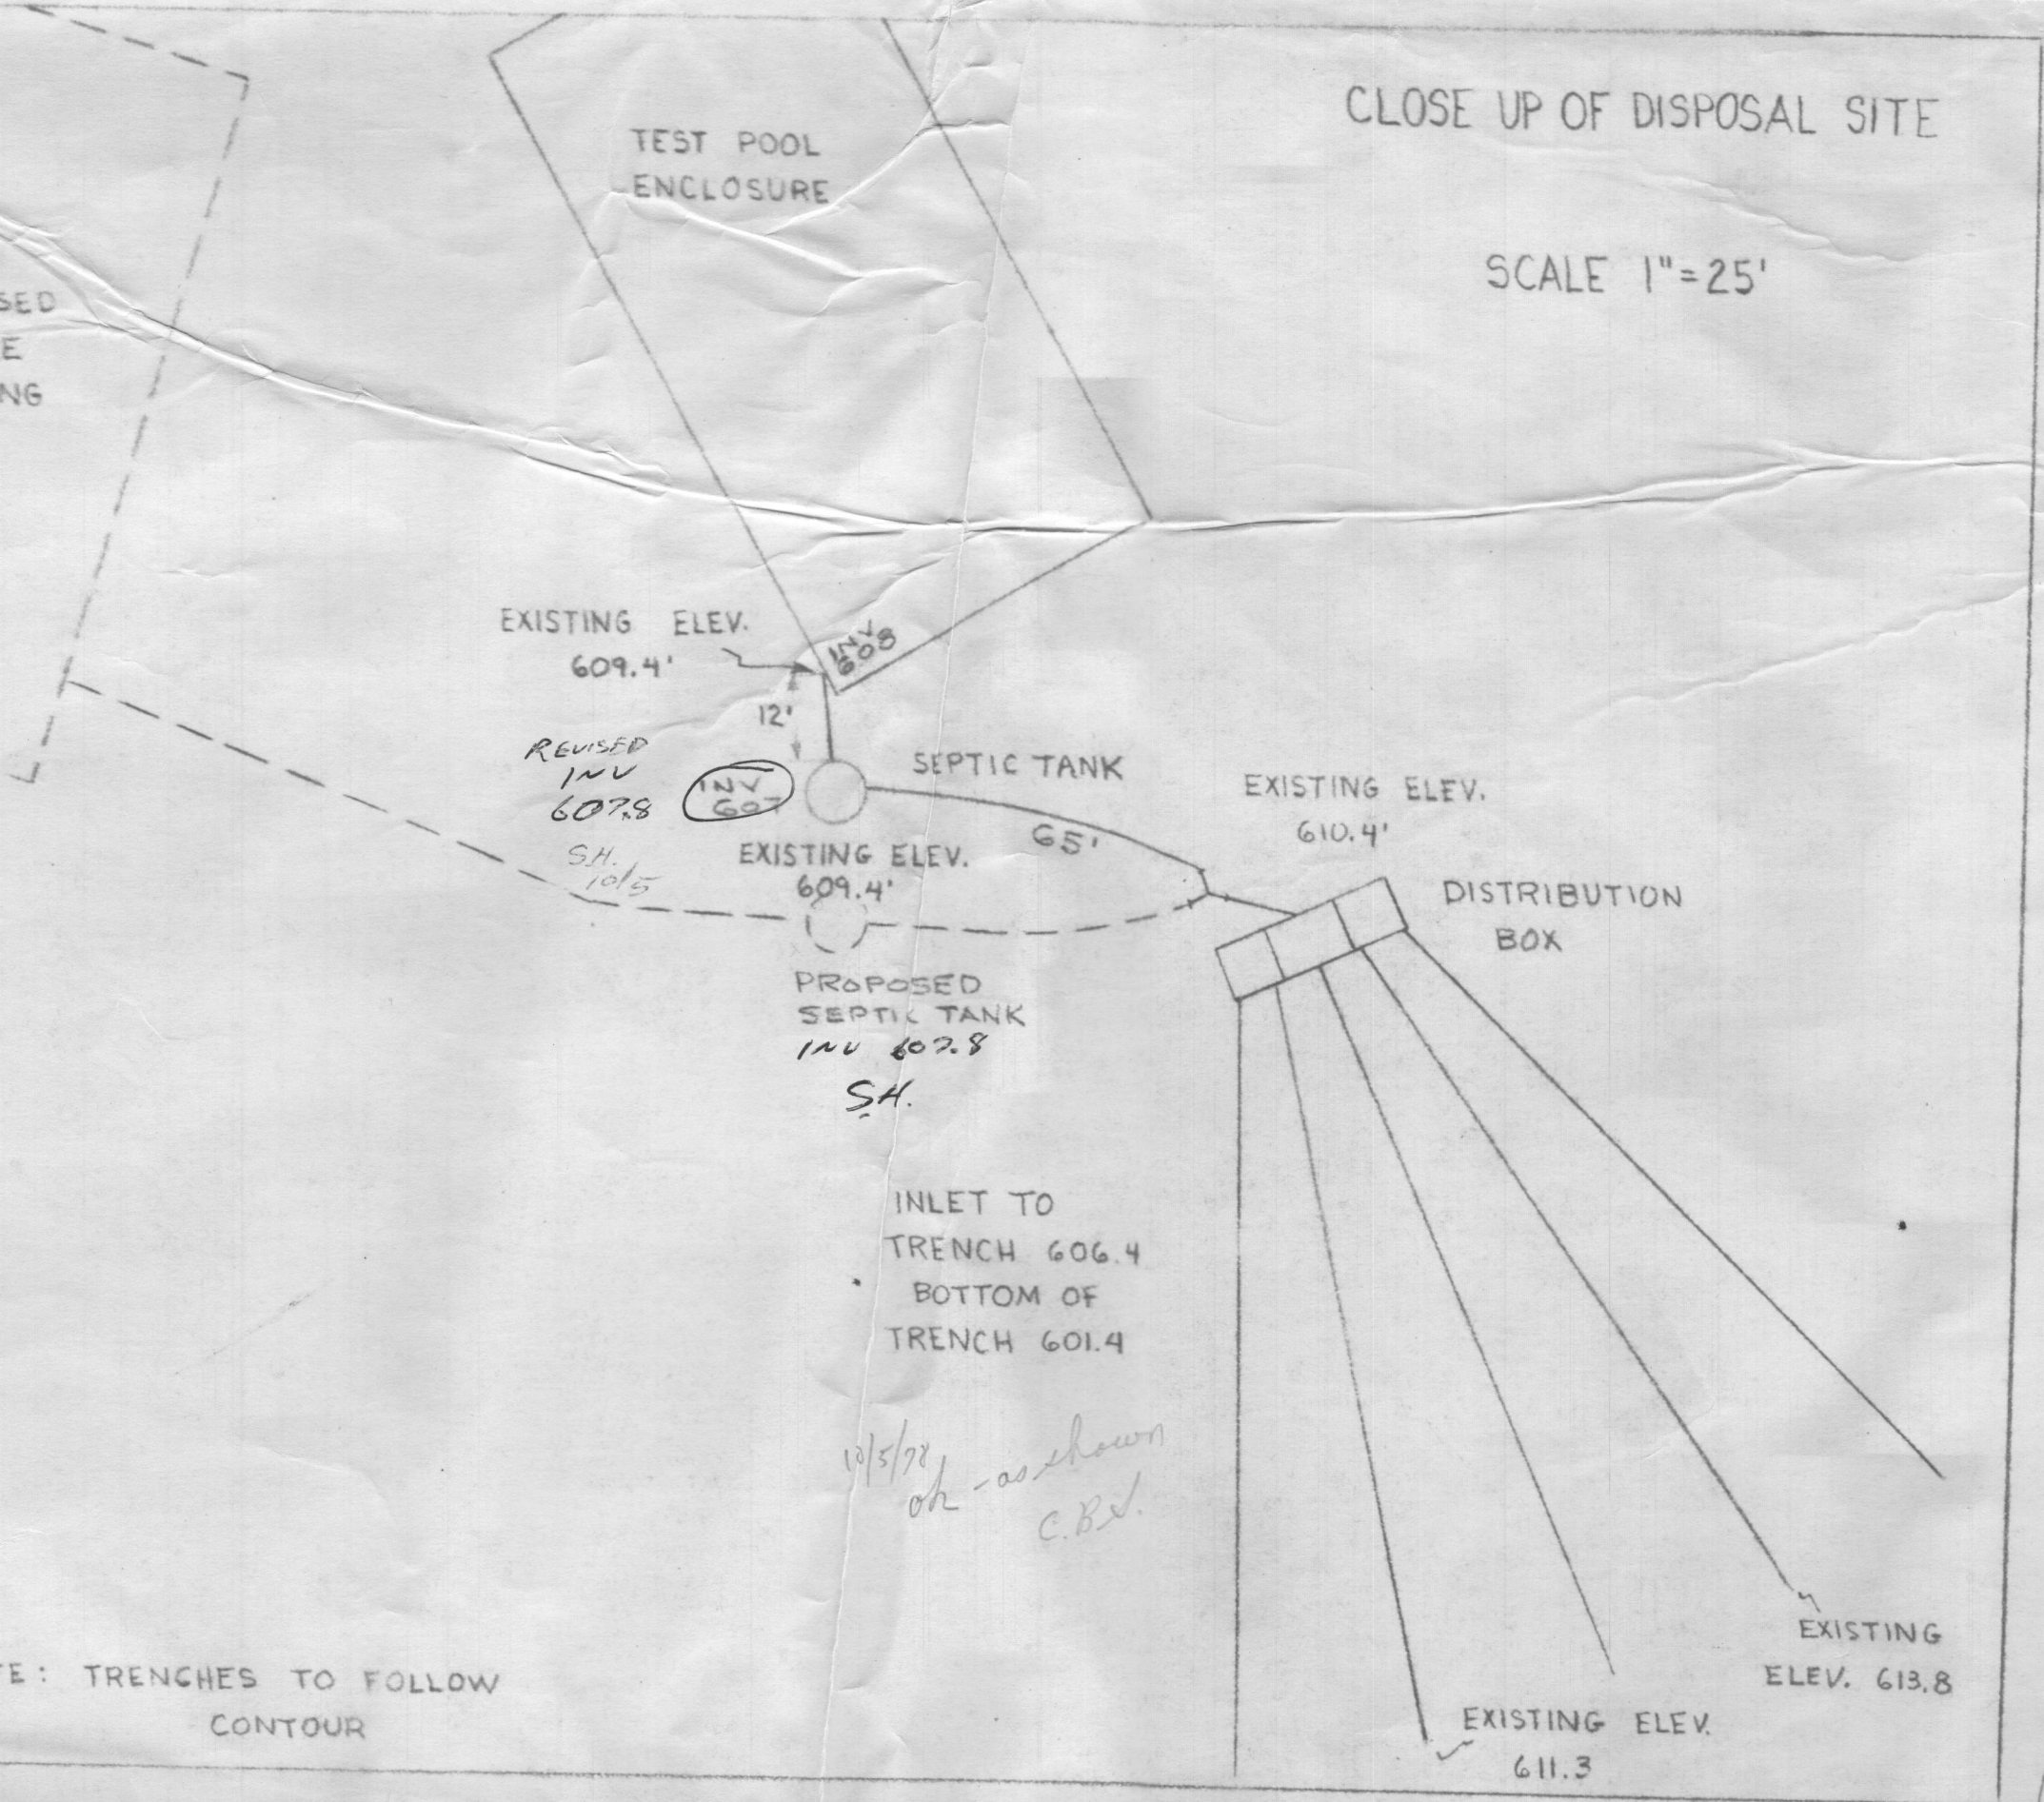 CLOSE UP OF DISPOSAL SITE
SCALE 1"=25'
TEST POOL
ENCLOSURE
SED
E
NG
EXISTING ELEV.
609.4'
INV
608
12'
REVISED
INV
607.8
S.H.
10/5
INV
607
SEPTIC TANK
65'
EXISTING ELEV.
609.4'
EXISTING ELEV.
610.4'
DISTRIBUTION
BOX
PROPOSED
SEPTIC TANK
INV 607.8
S.H.
INLET TO
TRENCH 606.4
BOTTOM OF
TRENCH 601.4
10/5/78
ok - as shown
C.B.S.
EXISTING
ELEV. 613.8
EXISTING ELEV.
611.3
TE: TRENCHES TO FOLLOW
CONTOUR